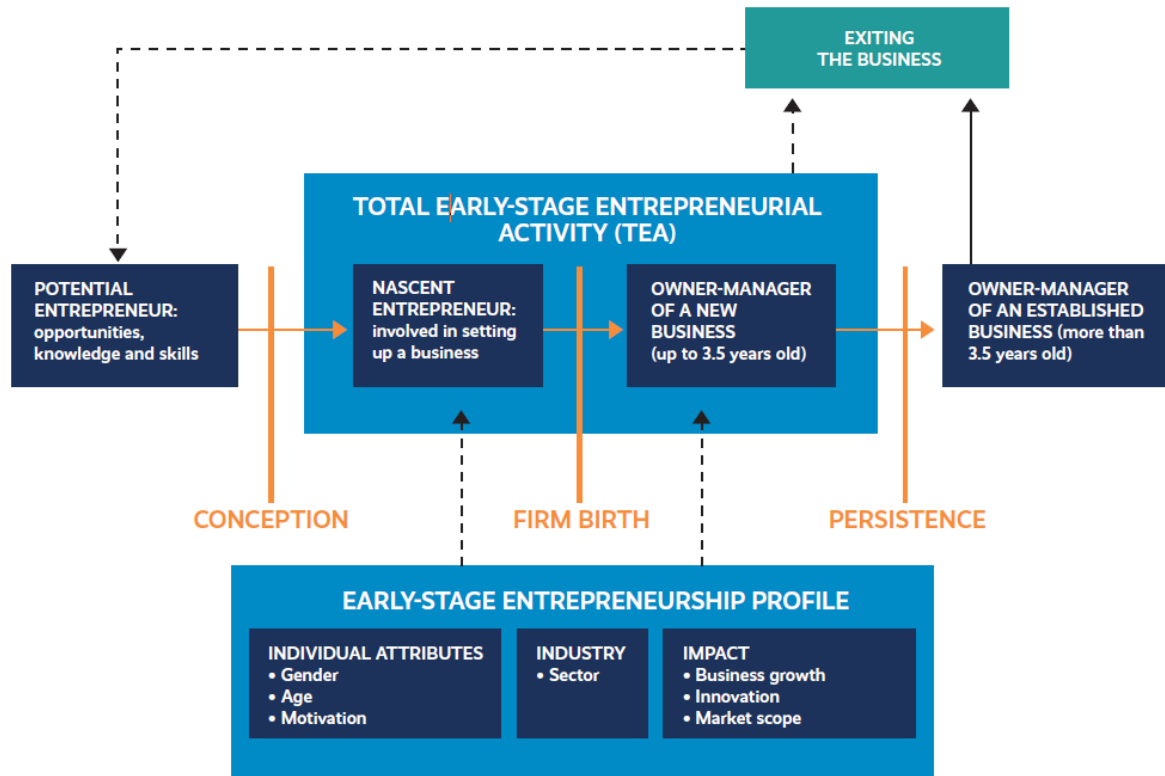 EXITING
THE BUSINESS
TOTAL EARLY-STAGE ENTREPRENEURIAL
ACTIVITY (TEA)
POTENTIAL
ENTREPRENEUR:
opportunities,
knowledge and skills
NASCENT
ENTREPRENEUR:
involved in setting
up a business
OWNER-MANAGER
OF A NEW
BUSINESS
(up to 3.5 years old)
OWNER-MANAGER
OF AN ESTABLISHED
BUSINESS (more than
3.5 years old)
CONCEPTION
FIRM BIRTH
PERSISTENCE
EARLY-STAGE ENTREPRENEURSHIP PROFILE
INDIVIDUAL ATTRIBUTES
• Gender
• Age
• Motivation
INDUSTRY
• Sector
IMPACT
• Business growth
• Innovation
• Market scope